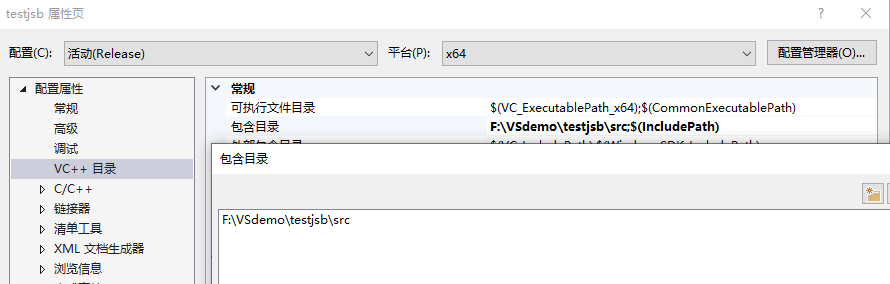 testjsb 属性页
配置(C):
活动(Release)
平台(P):
x64
配置管理器(O)...
配置属性
常规
高级
调试
VC++ 目录
C/C++
链接器
清单工具
XML 文档生成器
浏览信息
常规
可执行文件目录
$(VC_ExecutablePath_x64);$(CommonExecutablePath)
包含目录
F:\VSdemo\testjsb\src;$(IncludePath)
包含目录
F:\VSdemo\testjsb\src